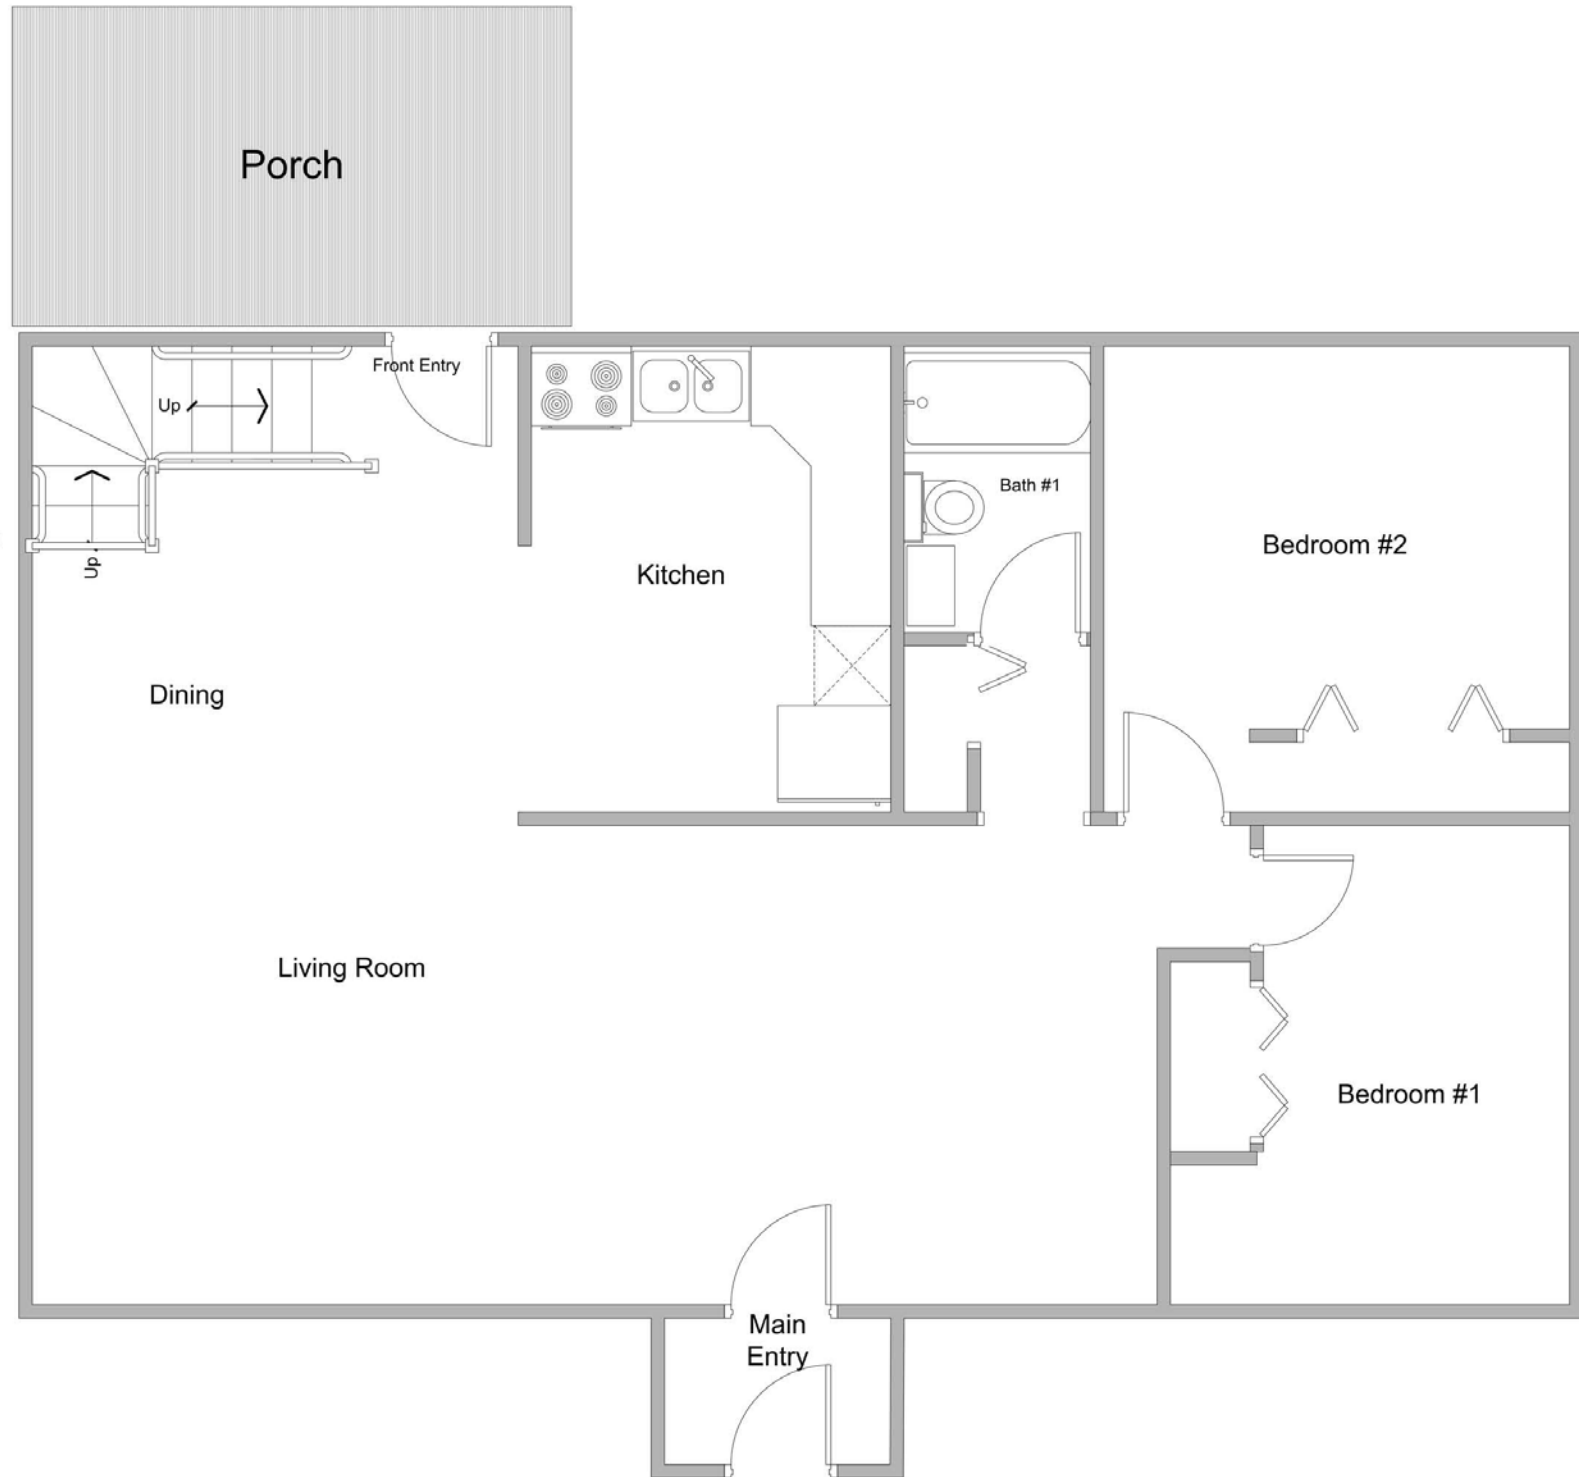 Porch
Front Entry
Up
Bath #1
Bedroom #2
Up
Kitchen
Dining
Living Room
Bedroom #1
Main
Entry